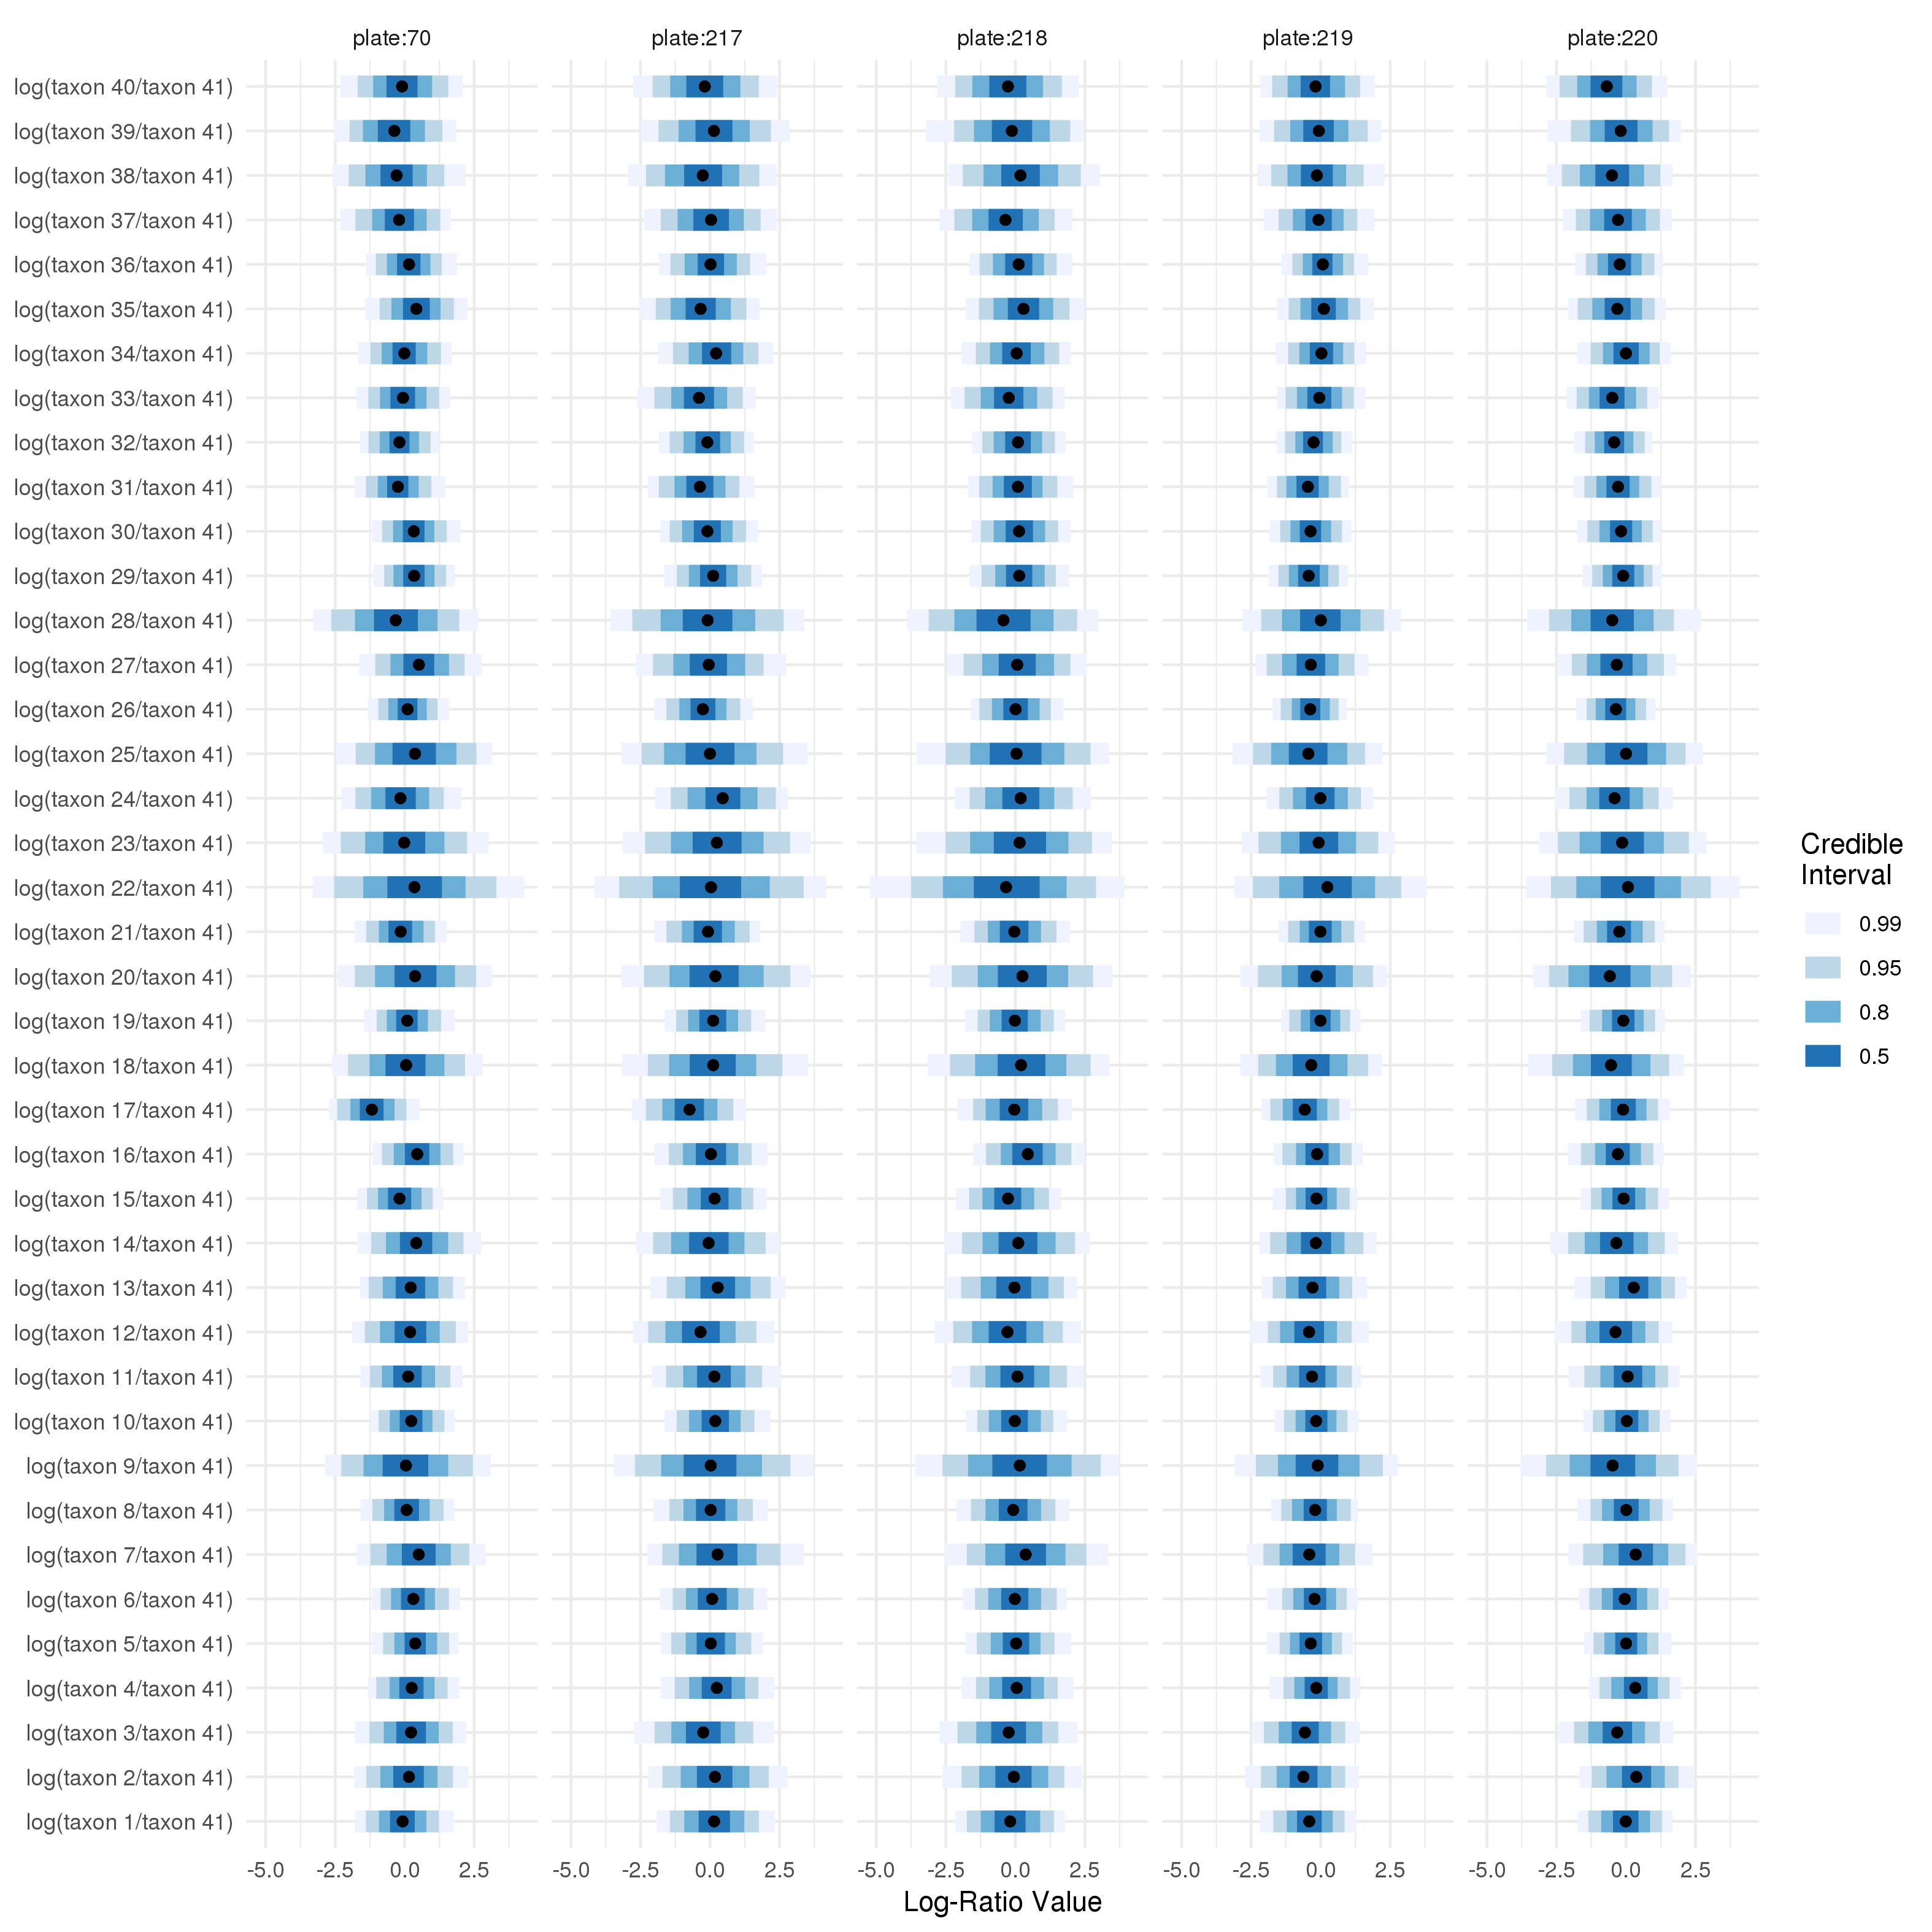 plate:70 plate:217 plate:218 plate:219 plate:220
log(taxon 40/taxon 41)
log(taxon 39/taxon 41)
log(taxon 38/taxon 41)
log(taxon 37/taxon 41)
log(taxon 36/taxon 41)
log(taxon 35/taxon 41)
log(taxon 34/taxon 41)
log(taxon 33/taxon 41)
log(taxon 32/taxon 41)
log(taxon 31/taxon 41)
log(taxon 30/taxon 41)
log(taxon 29/taxon 41)
log(taxon 28/taxon 41)
log(taxon 27/taxon 41)
log(taxon 26/taxon 41)
log(taxon 25/taxon 41)
log(taxon 24/taxon 41)
log(taxon 23/taxon 41)
log(taxon 22/taxon 41)
log(taxon 21/taxon 41)
log(taxon 20/taxon 41)
log(taxon 19/taxon 41)
log(taxon 18/taxon 41)
log(taxon 17/taxon 41)
log(taxon 16/taxon 41)
log(taxon 15/taxon 41)
log(taxon 14/taxon 41)
log(taxon 13/taxon 41)
log(taxon 12/taxon 41)
log(taxon 11/taxon 41)
log(taxon 10/taxon 41)
log(taxon 9/taxon 41)
log(taxon 8/taxon 41)
log(taxon 7/taxon 41)
log(taxon 6/taxon 41)
log(taxon 5/taxon 41)
log(taxon 4/taxon 41)
log(taxon 3/taxon 41)
log(taxon 2/taxon 41)
log(taxon 1/taxon 41)
-5.0 -2.5 0.0 2.5 -5.0 -2.5 0.0 2.5 -5.0 -2.5 0.0 2.5 -5.0 -2.5 0.0 2.5 -5.0 -2.5 0.0 2.5
Log-Ratio Value
Credible
Interval
0.99
0.95
0.8
0.5